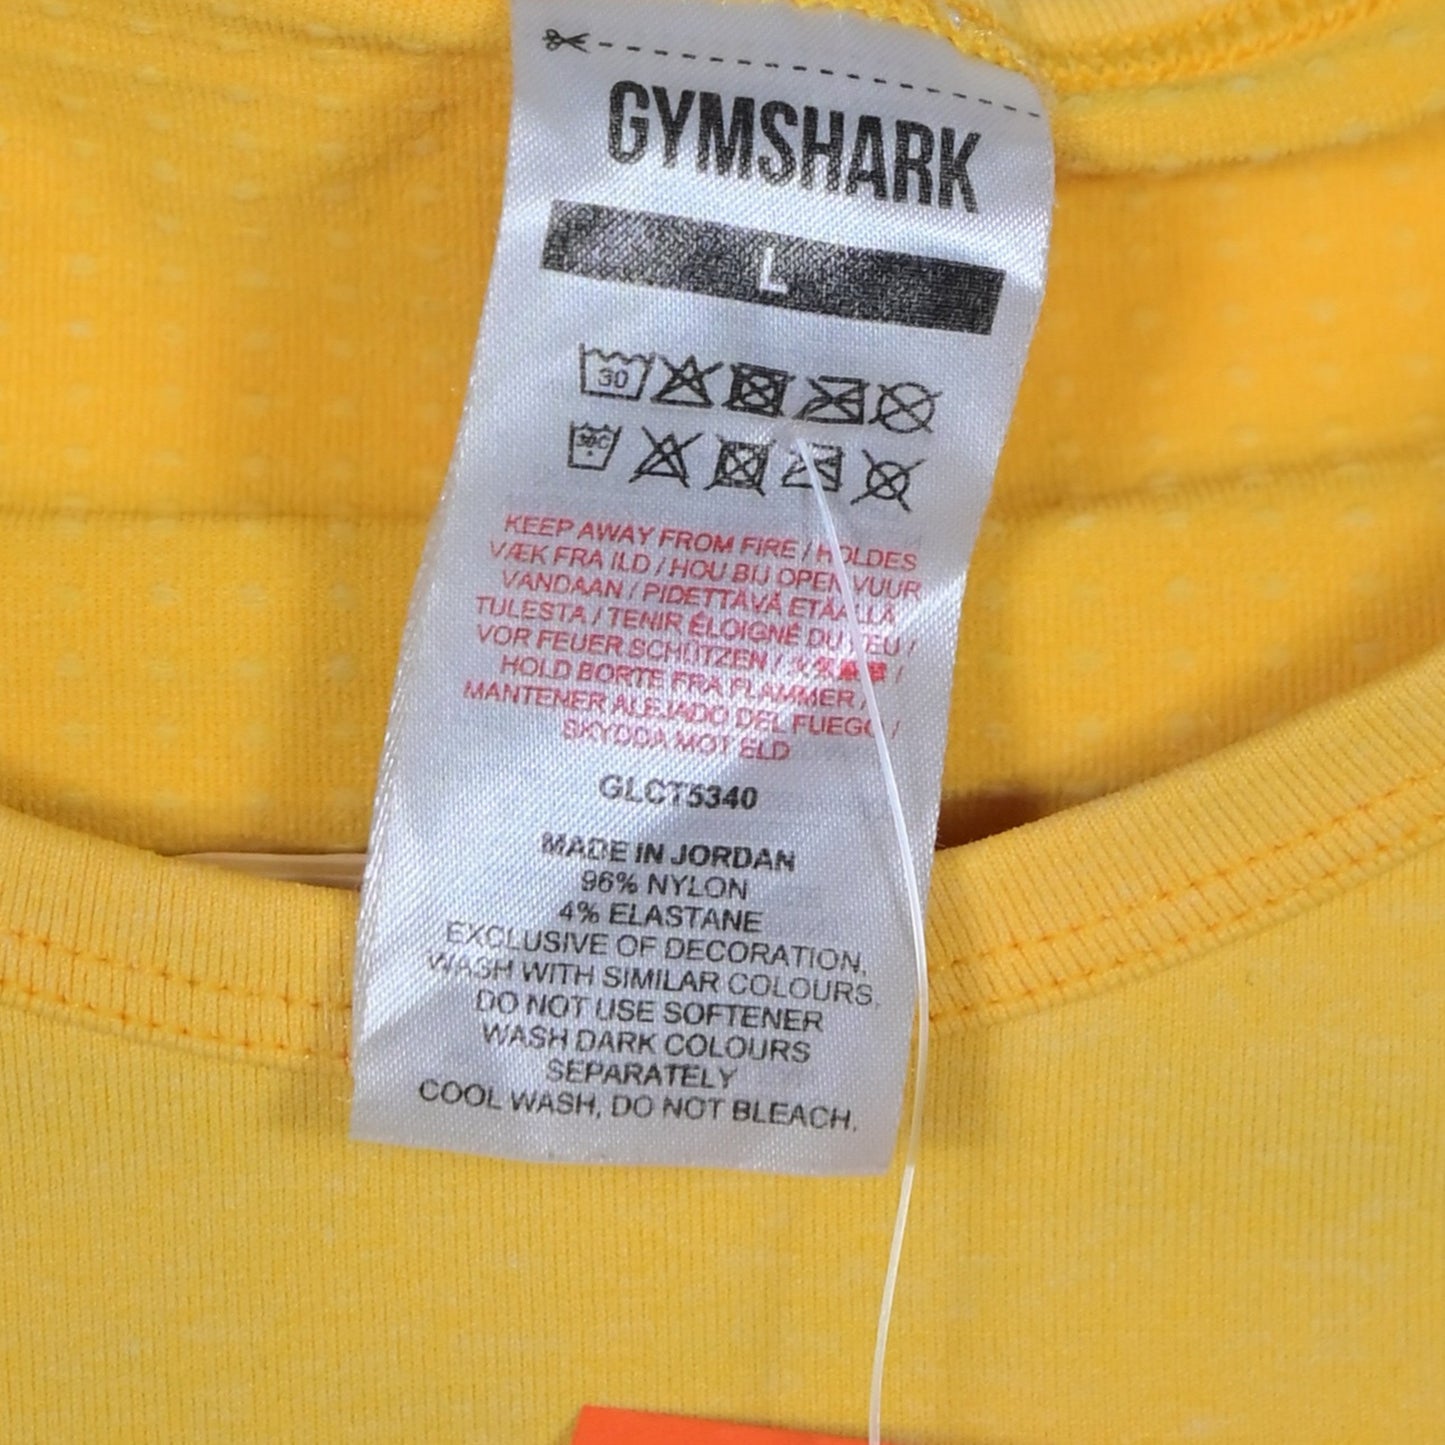 GYMSHARK
L
30
30C
KEEP AWAY FROM FIRE / HOLDES
VÆK FRA ILD / HOU BIJ OPEN VUUR
VANDAAN / PIDETTÄVÄ ETÄÄLLÄ
TULESTA / TENIR ÉLOIGNÉ DU FEU /
VOR FEUER SCHÜTZEN / /
HOLD BORTE FRA FLAMMER /
MANTENER ALEJADO DEL FUEGO /
SKYDDA MOT ELD
GLCT5340
MADE IN JORDAN
96% NYLON
4% ELASTANE
EXCLUSIVE OF DECORATION,
WASH WITH SIMILAR COLOURS,
DO NOT USE SOFTENER
WASH DARK COLOURS
SEPARATELY
COOL WASH, DO NOT BLEACH.